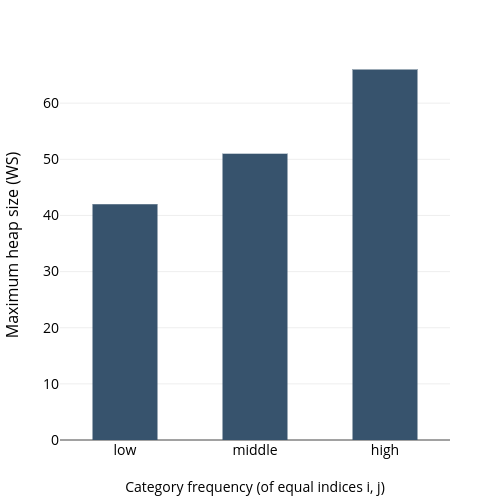 Maximum heap size (WS)
60
50
40
30
20
10
0
low middle high
Category frequency (of equal indices i, j)